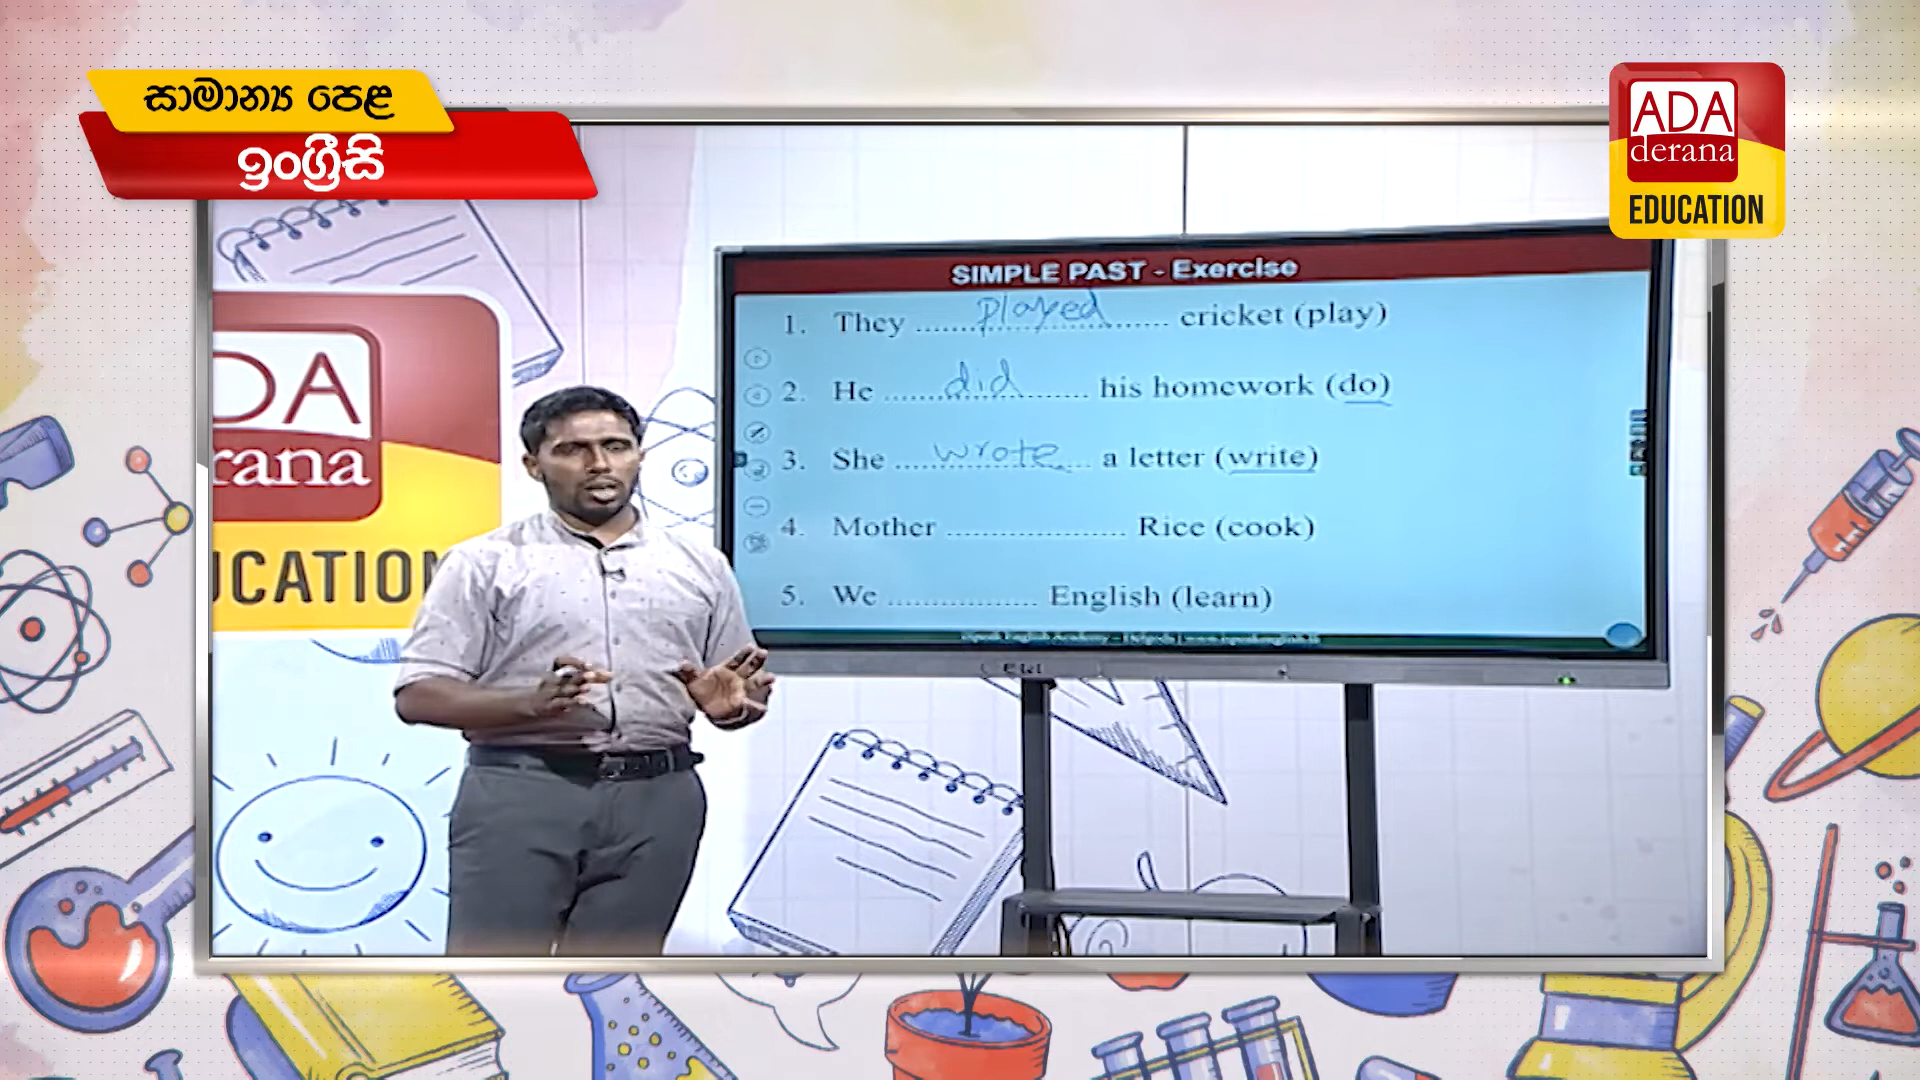 සාමාන්‍ය පෙළ
ඉංග්‍රීසි
ADA
derana
EDUCATION
DA
rana
UCATION
SIMPLE PAST - Exercise
1. They ......played...... cricket (play)
2. He ......did...... his homework (do)
3. She ......wrote...... a letter (write)
4. Mother .................... Rice (cook)
5. We ................. English (learn)